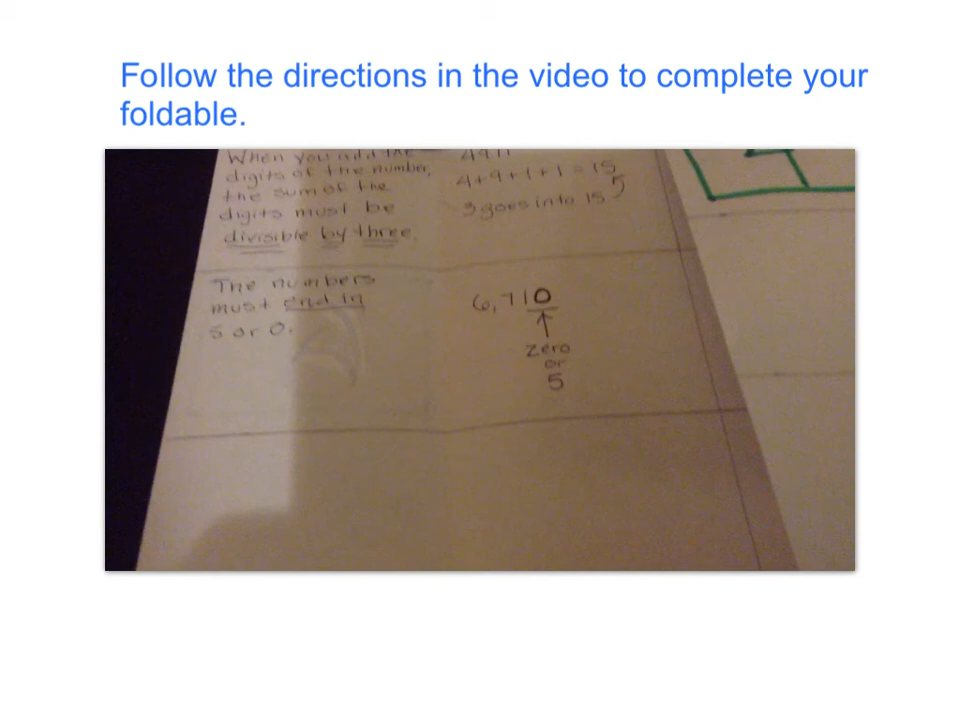 Follow the directions in the video to complete your
foldable.
When you add the
digits of the number,
the sum of the
digits must be
divisible by three.
4911
4+9+1+1=15
3 goes into 15 5
The numbers
must end in
5 or 0.
6,710
zero
or
5